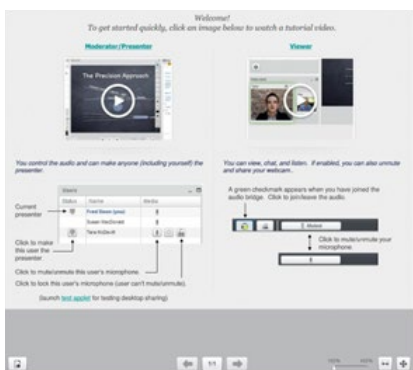 Welcome!
To get started quickly, click an image below to watch a tutorial video.
Moderator/Presenter
The Precision Approach
You control the audio and can make anyone (including yourself) the
presenter.
Users
Status Name Media
Current
presenter
Fred Dixon (you)
Click to make
this user the
presenter.
Click to mute/unmute this user's microphone.
Click to lock this user's microphone (user can't mute/unmute).
(launch test applet for testing desktop sharing)
Viewer
You can view, chat, and listen. If enabled, you can also unmute
and share your webcam.
A green checkmark appears when you have joined the
audio bridge. Click to join/leave the audio.
Click to mute/unmute your
microphone.
1/1